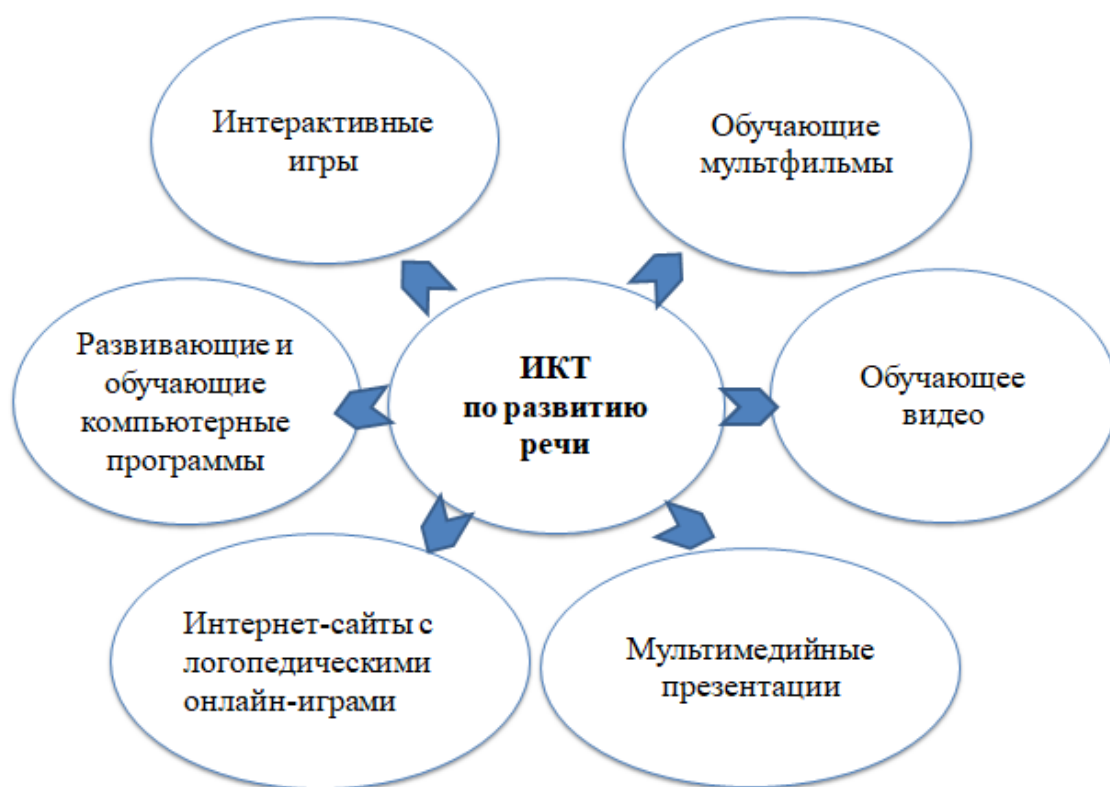 Интерактивные
игры
Обучающие
мультфильмы
Развивающие и
обучающие
компьютерные
программы
ИКТ
по развитию
речи
Обучающее
видео
Интернет-сайты с
логопедическими
онлайн-играми
Мультимедийные
презентации